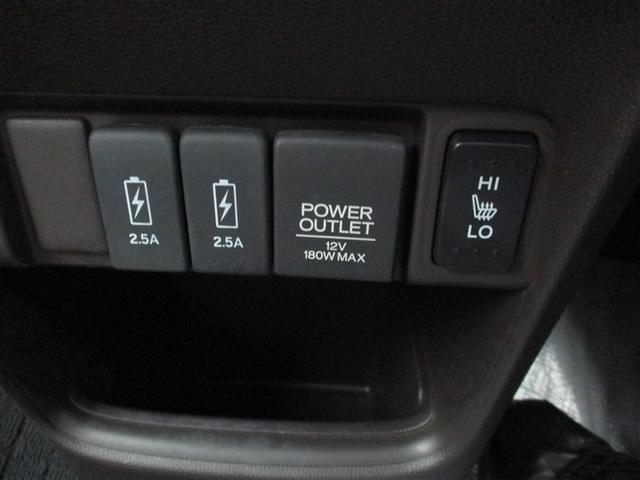 2.5A
2.5A
POWER
OUTLET
12V
180W MAX
HI
LO